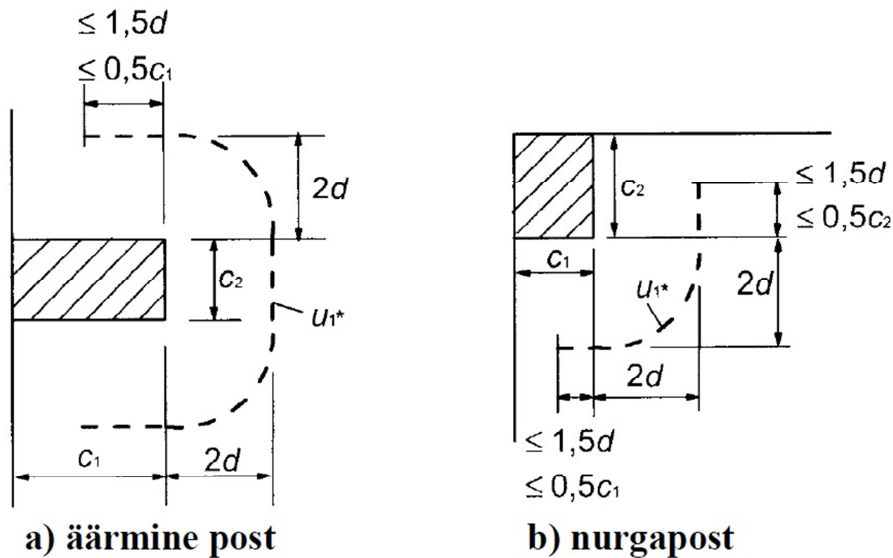 ≤ 1,5d
≤ 0,5c₁
2d
c₂
u₁*
c₁
2d
a) äärmine post
c₂
≤ 1,5d
≤ 0,5c₂
c₁
u₁*
2d
2d
≤ 1,5d
≤ 0,5c₁
b) nurgapost